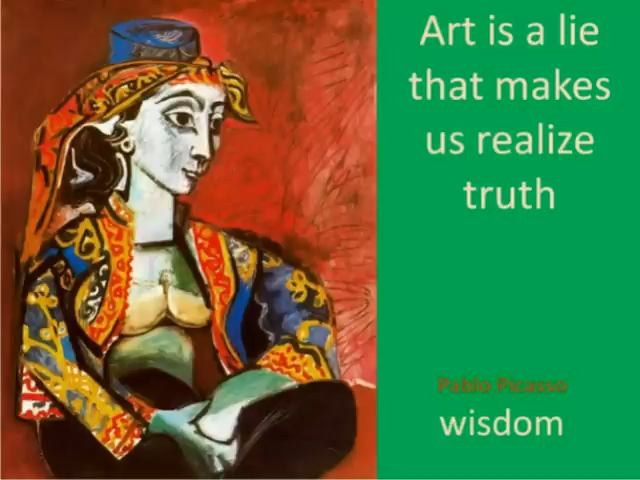 Art is a lie
that makes
us realize
truth
Pablo Picasso
wisdom